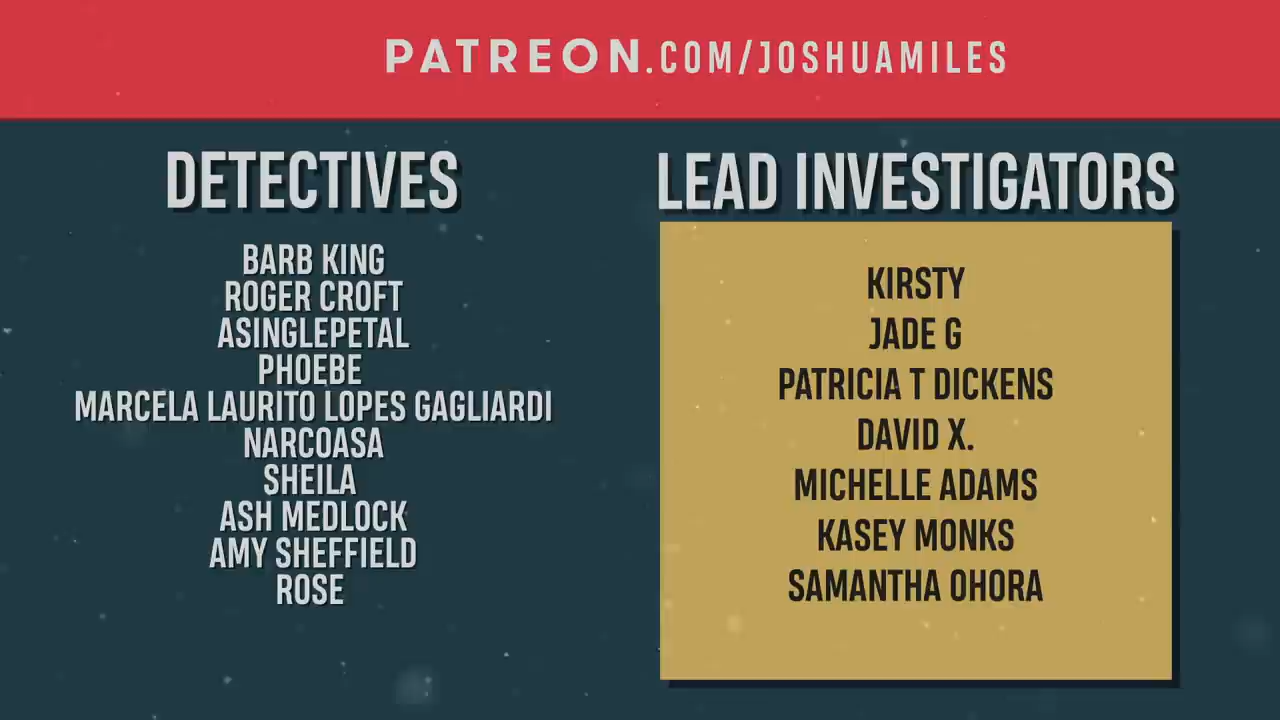 PATREON.COM/JOSHUAMILES
DETECTIVES
BARB KING
ROGER CROFT
ASINGLEPETAL
PHOEBE
MARCELA LAURITO LOPES GAGLIARDI
NARCOASA
SHEILA
ASH MEDLOCK
AMY SHEFFIELD
ROSE
LEAD INVESTIGATORS
KIRSTY
JADE G
PATRICIA T DICKENS
DAVID X.
MICHELLE ADAMS
KASEY MONKS
SAMANTHA OHORA